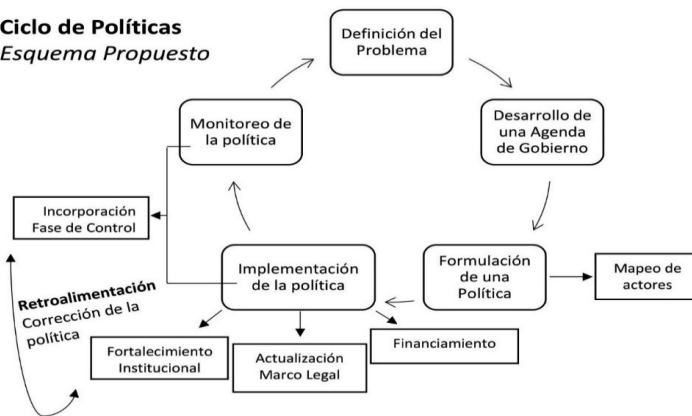 Ciclo de Políticas
Esquema Propuesto
Definición del
Problema
Desarrollo de
una Agenda
de Gobierno
Monitoreo de
la política
Incorporación
Fase de Control
Implementación
de la política
Formulación
de una
Política
Mapeo de
actores
Retroalimentación
Corrección de la
política
Fortalecimiento
Institucional
Actualización
Marco Legal
Financiamiento